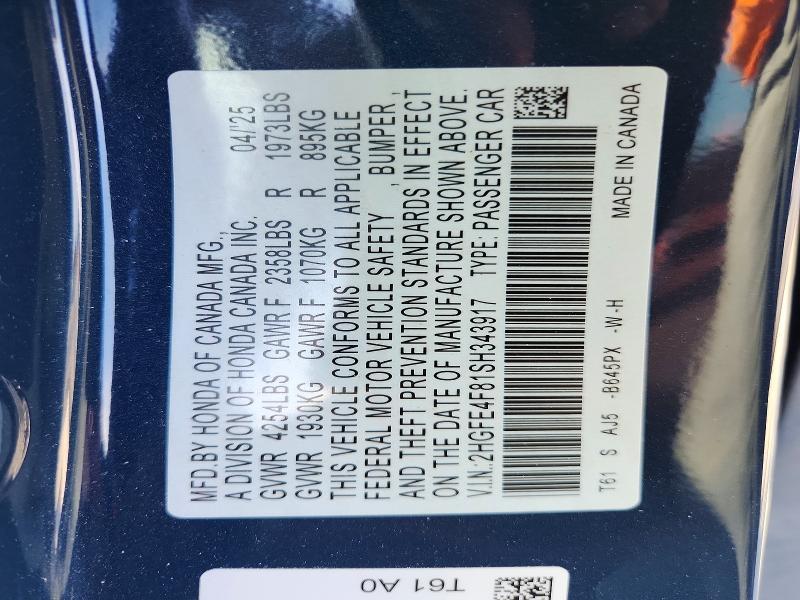 MFD.BY HONDA OF CANADA MFG., 04/'25
A DIVISION OF HONDA CANADA INC.
GVWR 4254LBS GAWR F 2358LBS R 1973LBS
GVWR 1930KG GAWR F 1070KG R 895KG
THIS VEHICLE CONFORMS TO ALL APPLICABLE
FEDERAL MOTOR VEHICLE SAFETY , BUMPER ,
AND THEFT PREVENTION STANDARDS IN EFFECT
ON THE DATE OF MANUFACTURE SHOWN ABOVE.
V.I.N.:2HGFE4F81SH343917 TYPE: PASSENGER CAR
T61 S AJ5 -B645PX -W-H MADE IN CANADA
T61 A0